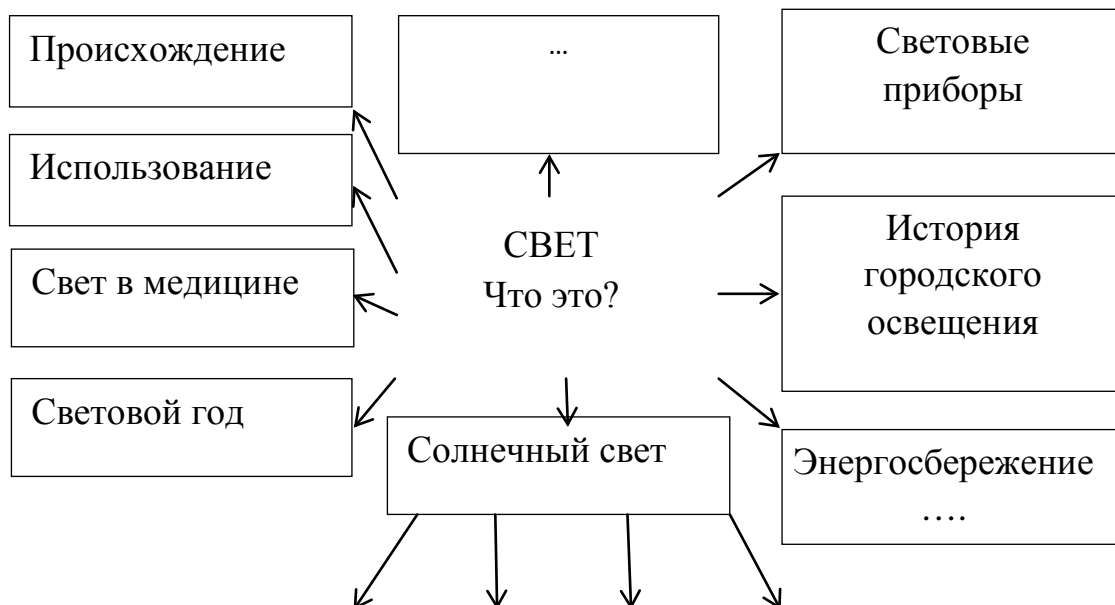 Происхождение
...
Световые
приборы
Использование
СВЕТ
Что это?
История
городского
освещения
Свет в медицине
Световой год
Солнечный свет
Энергосбережение
….